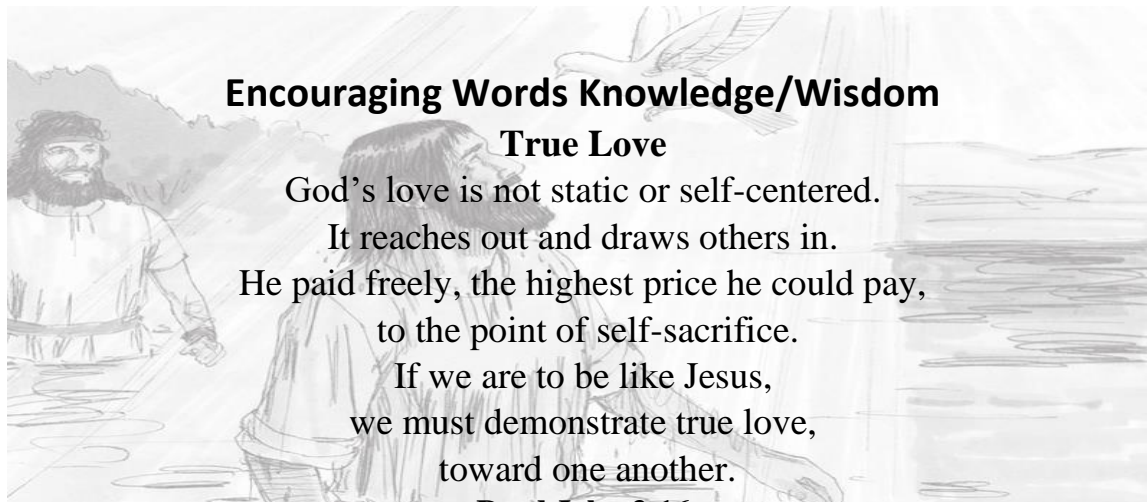 Encouraging Words Knowledge/Wisdom
True Love
God’s love is not static or self-centered.
It reaches out and draws others in.
He paid freely, the highest price he could pay,
to the point of self-sacrifice.
If we are to be like Jesus,
we must demonstrate true love,
toward one another.